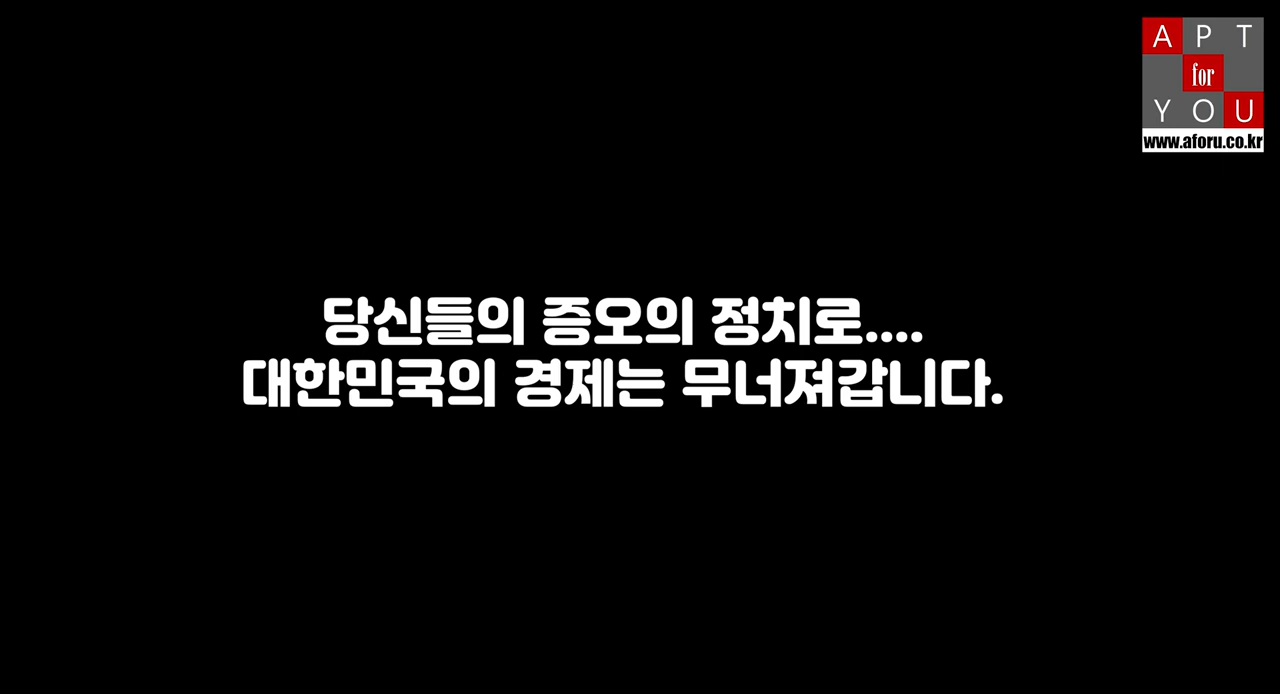 A P T
for
Y O U
www.aforu.co.kr
당신들의 증오의 정치로....
대한민국의 경제는 무너져갑니다.